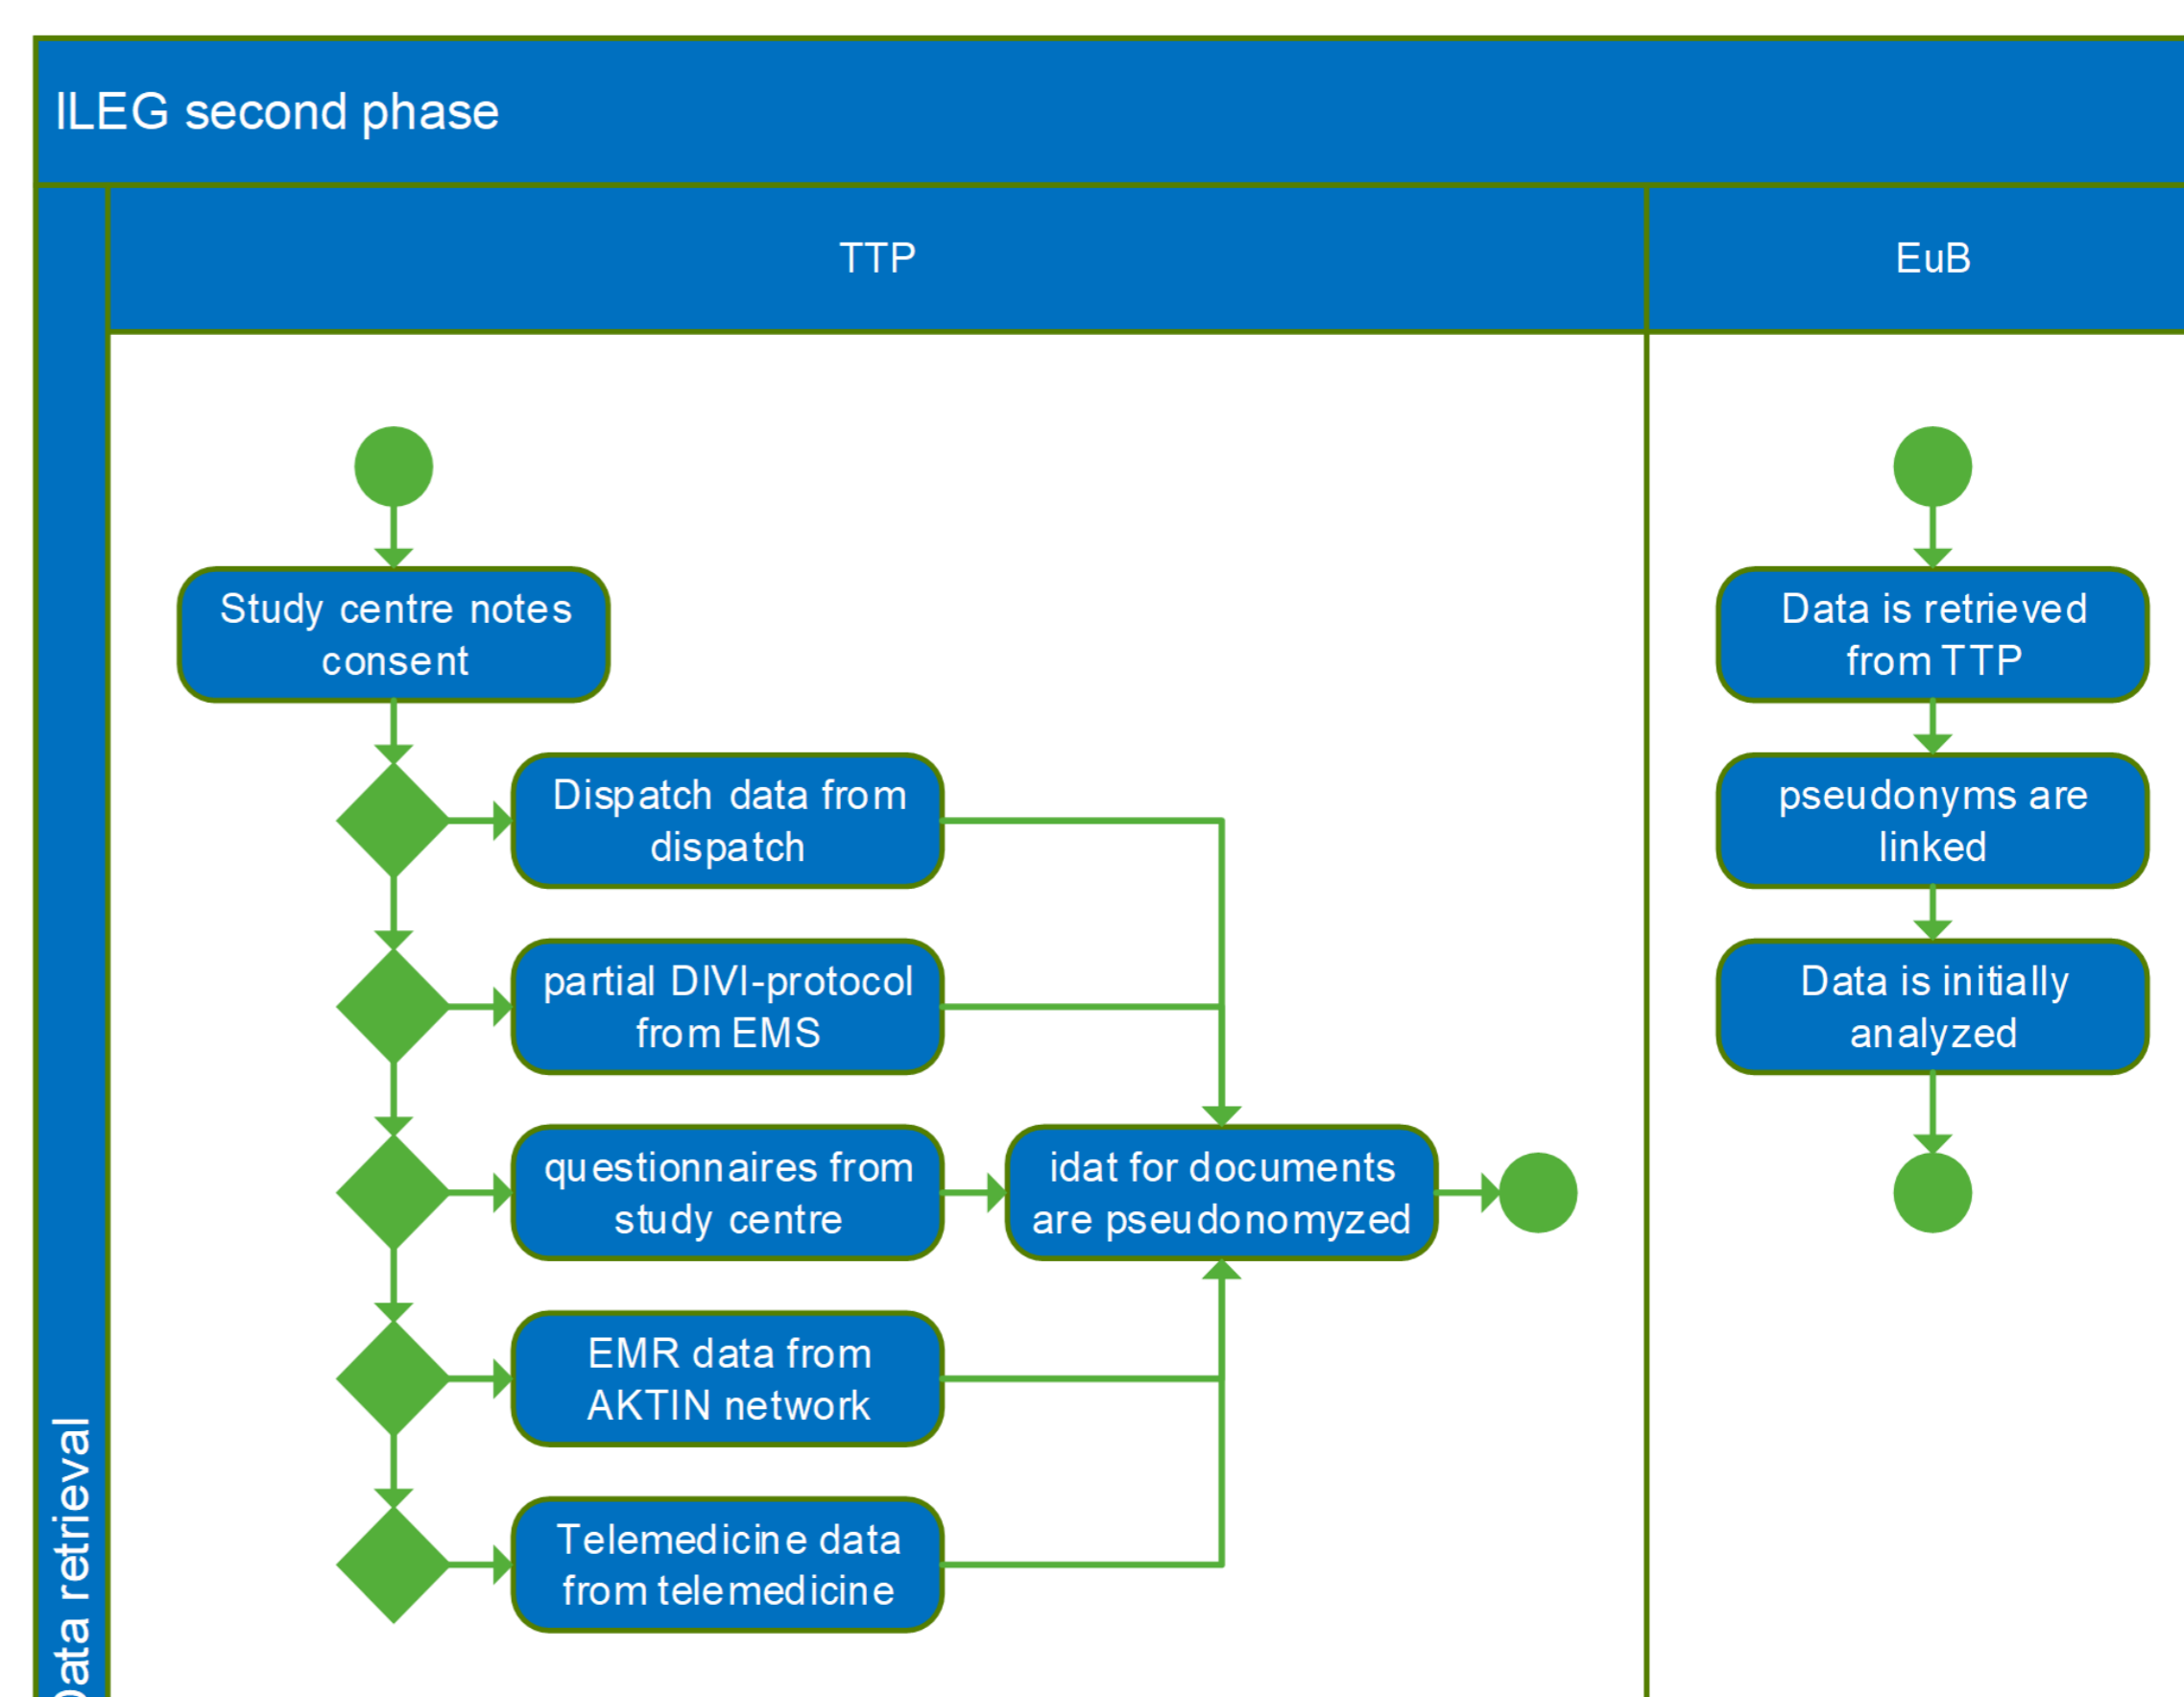 ILEG second phase
TTP
EuB
Study centre notes
consent
Data is retrieved
from TTP
Dispatch data from
dispatch
pseudonyms are
linked
partial DIVI-protocol
from EMS
Data is initially
analyzed
questionnaires from
study centre
idat for documents
are pseudonomyzed
EMR data from
AKTIN network
Telemedicine data
from telemedicine
Data retrieval